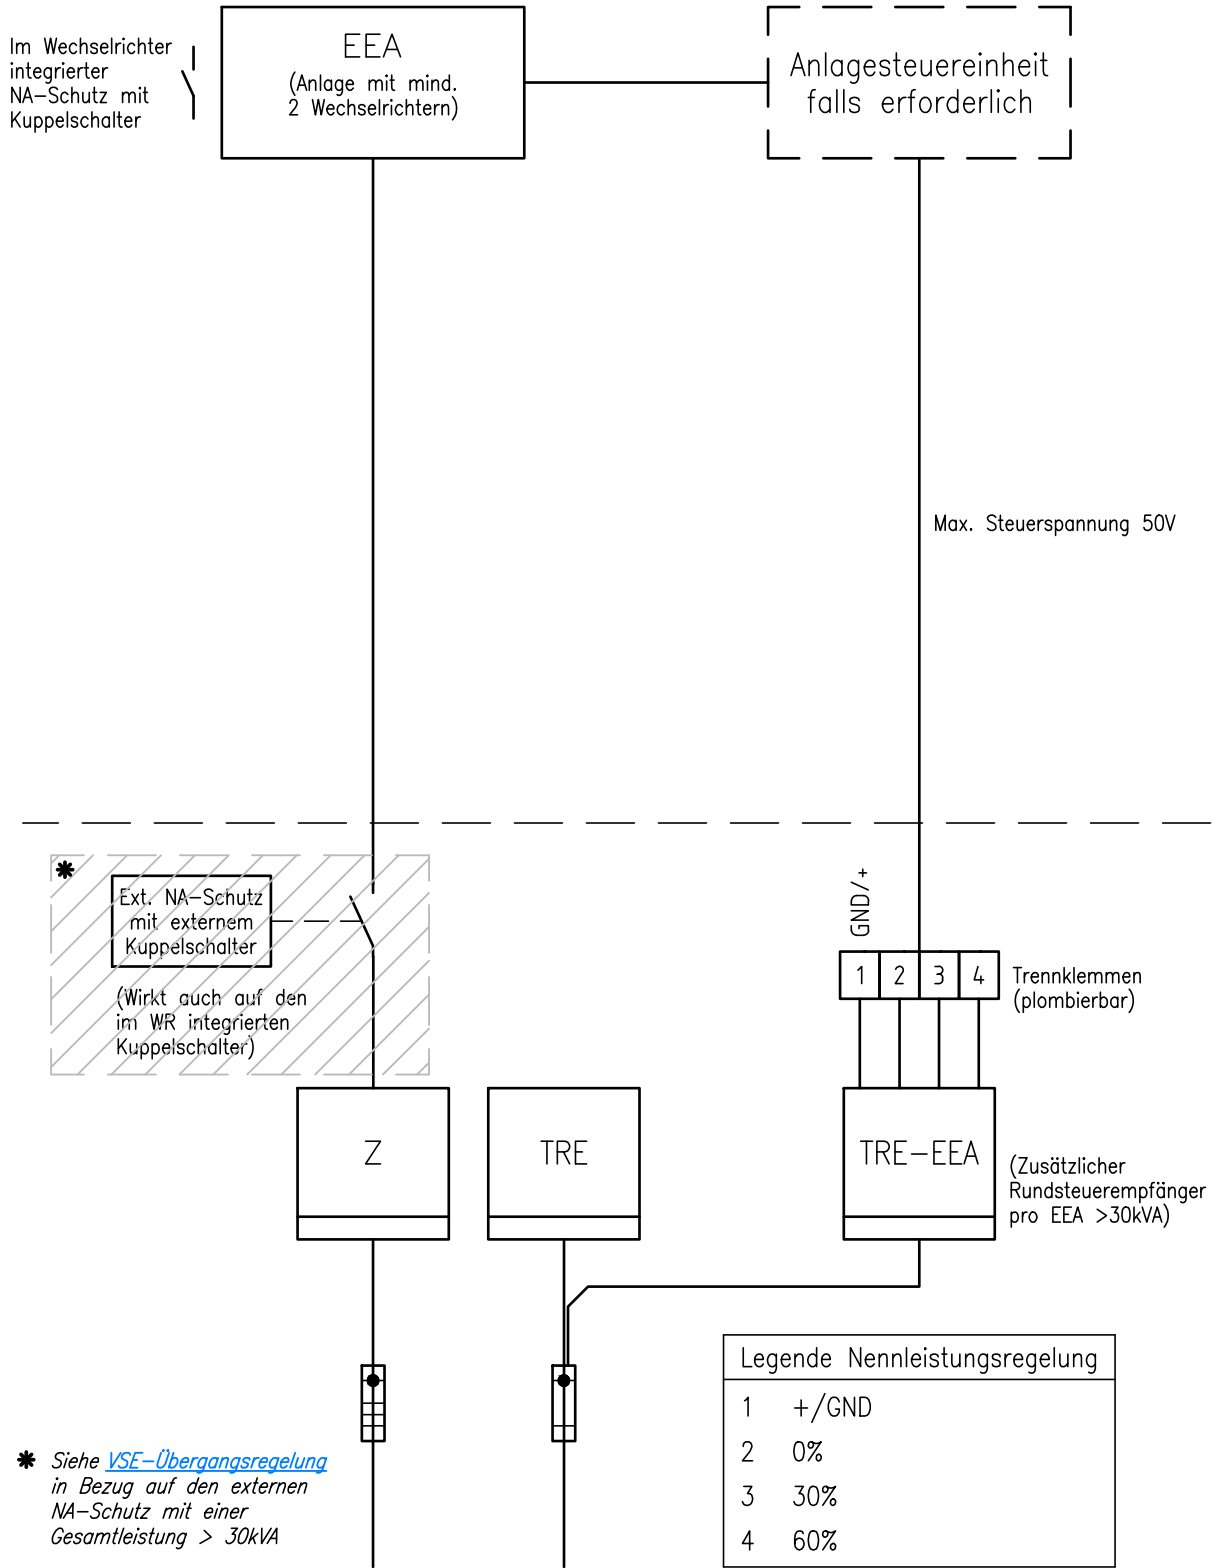 Im Wechselrichter
integrierter
NA-Schutz mit
Kuppelschalter
EEA
(Anlage mit mind.
2 Wechselrichtern)
Anlagesteuereinheit
falls erforderlich
Max. Steuerspannung 50V
*
Ext. NA-Schutz
mit externem
Kuppelschalter
(Wirkt auch auf den
im WR integrierten
Kuppelschalter)
GND/+
1 2 3 4
Trennklemmen
(plombierbar)
Z
TRE
TRE-EEA
(Zusätzlicher
Rundsteuerempfänger
pro EEA >30kVA)
Legende Nennleistungsregelung
1 +/GND
2 0%
3 30%
4 60%
* Siehe VSE-Übergangsregelung
in Bezug auf den externen
NA-Schutz mit einer
Gesamtleistung > 30kVA